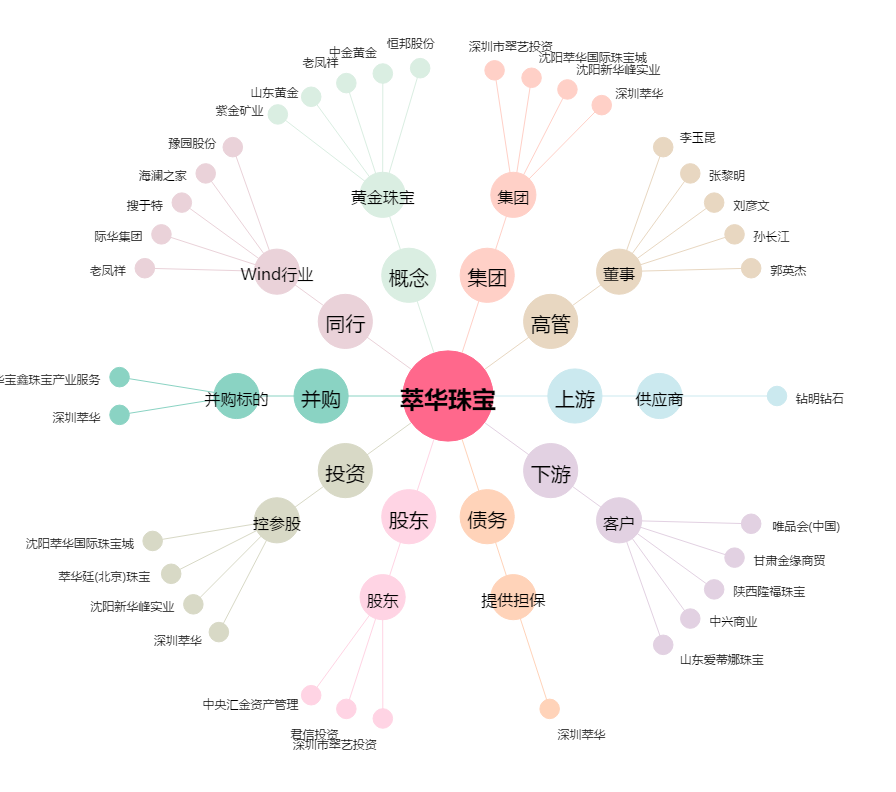 恒邦股份
深圳市翠艺投资
中金黄金
沈阳萃华国际珠宝城
老凤祥
沈阳新华峰实业
山东黄金
深圳萃华
紫金矿业
豫园股份
李玉昆
海澜之家
张黎明
黄金珠宝
集团
搜于特
刘彦文
际华集团
孙长江
老凤祥
Wind行业
概念
集团
董事
郭英杰
同行
高管
华宝鑫珠宝产业服务
并购标的
并购
萃华珠宝
上游
供应商
钻明钻石
深圳萃华
投资
下游
控参股
股东
债务
客户
唯品会(中国)
沈阳萃华国际珠宝城
甘肃金缘商贸
萃华廷(北京)珠宝
陕西隆福珠宝
沈阳新华峰实业
股东
提供担保
中兴商业
深圳萃华
山东爱蒂娜珠宝
中央汇金资产管理
君信投资
深圳萃华
深圳市翠艺投资